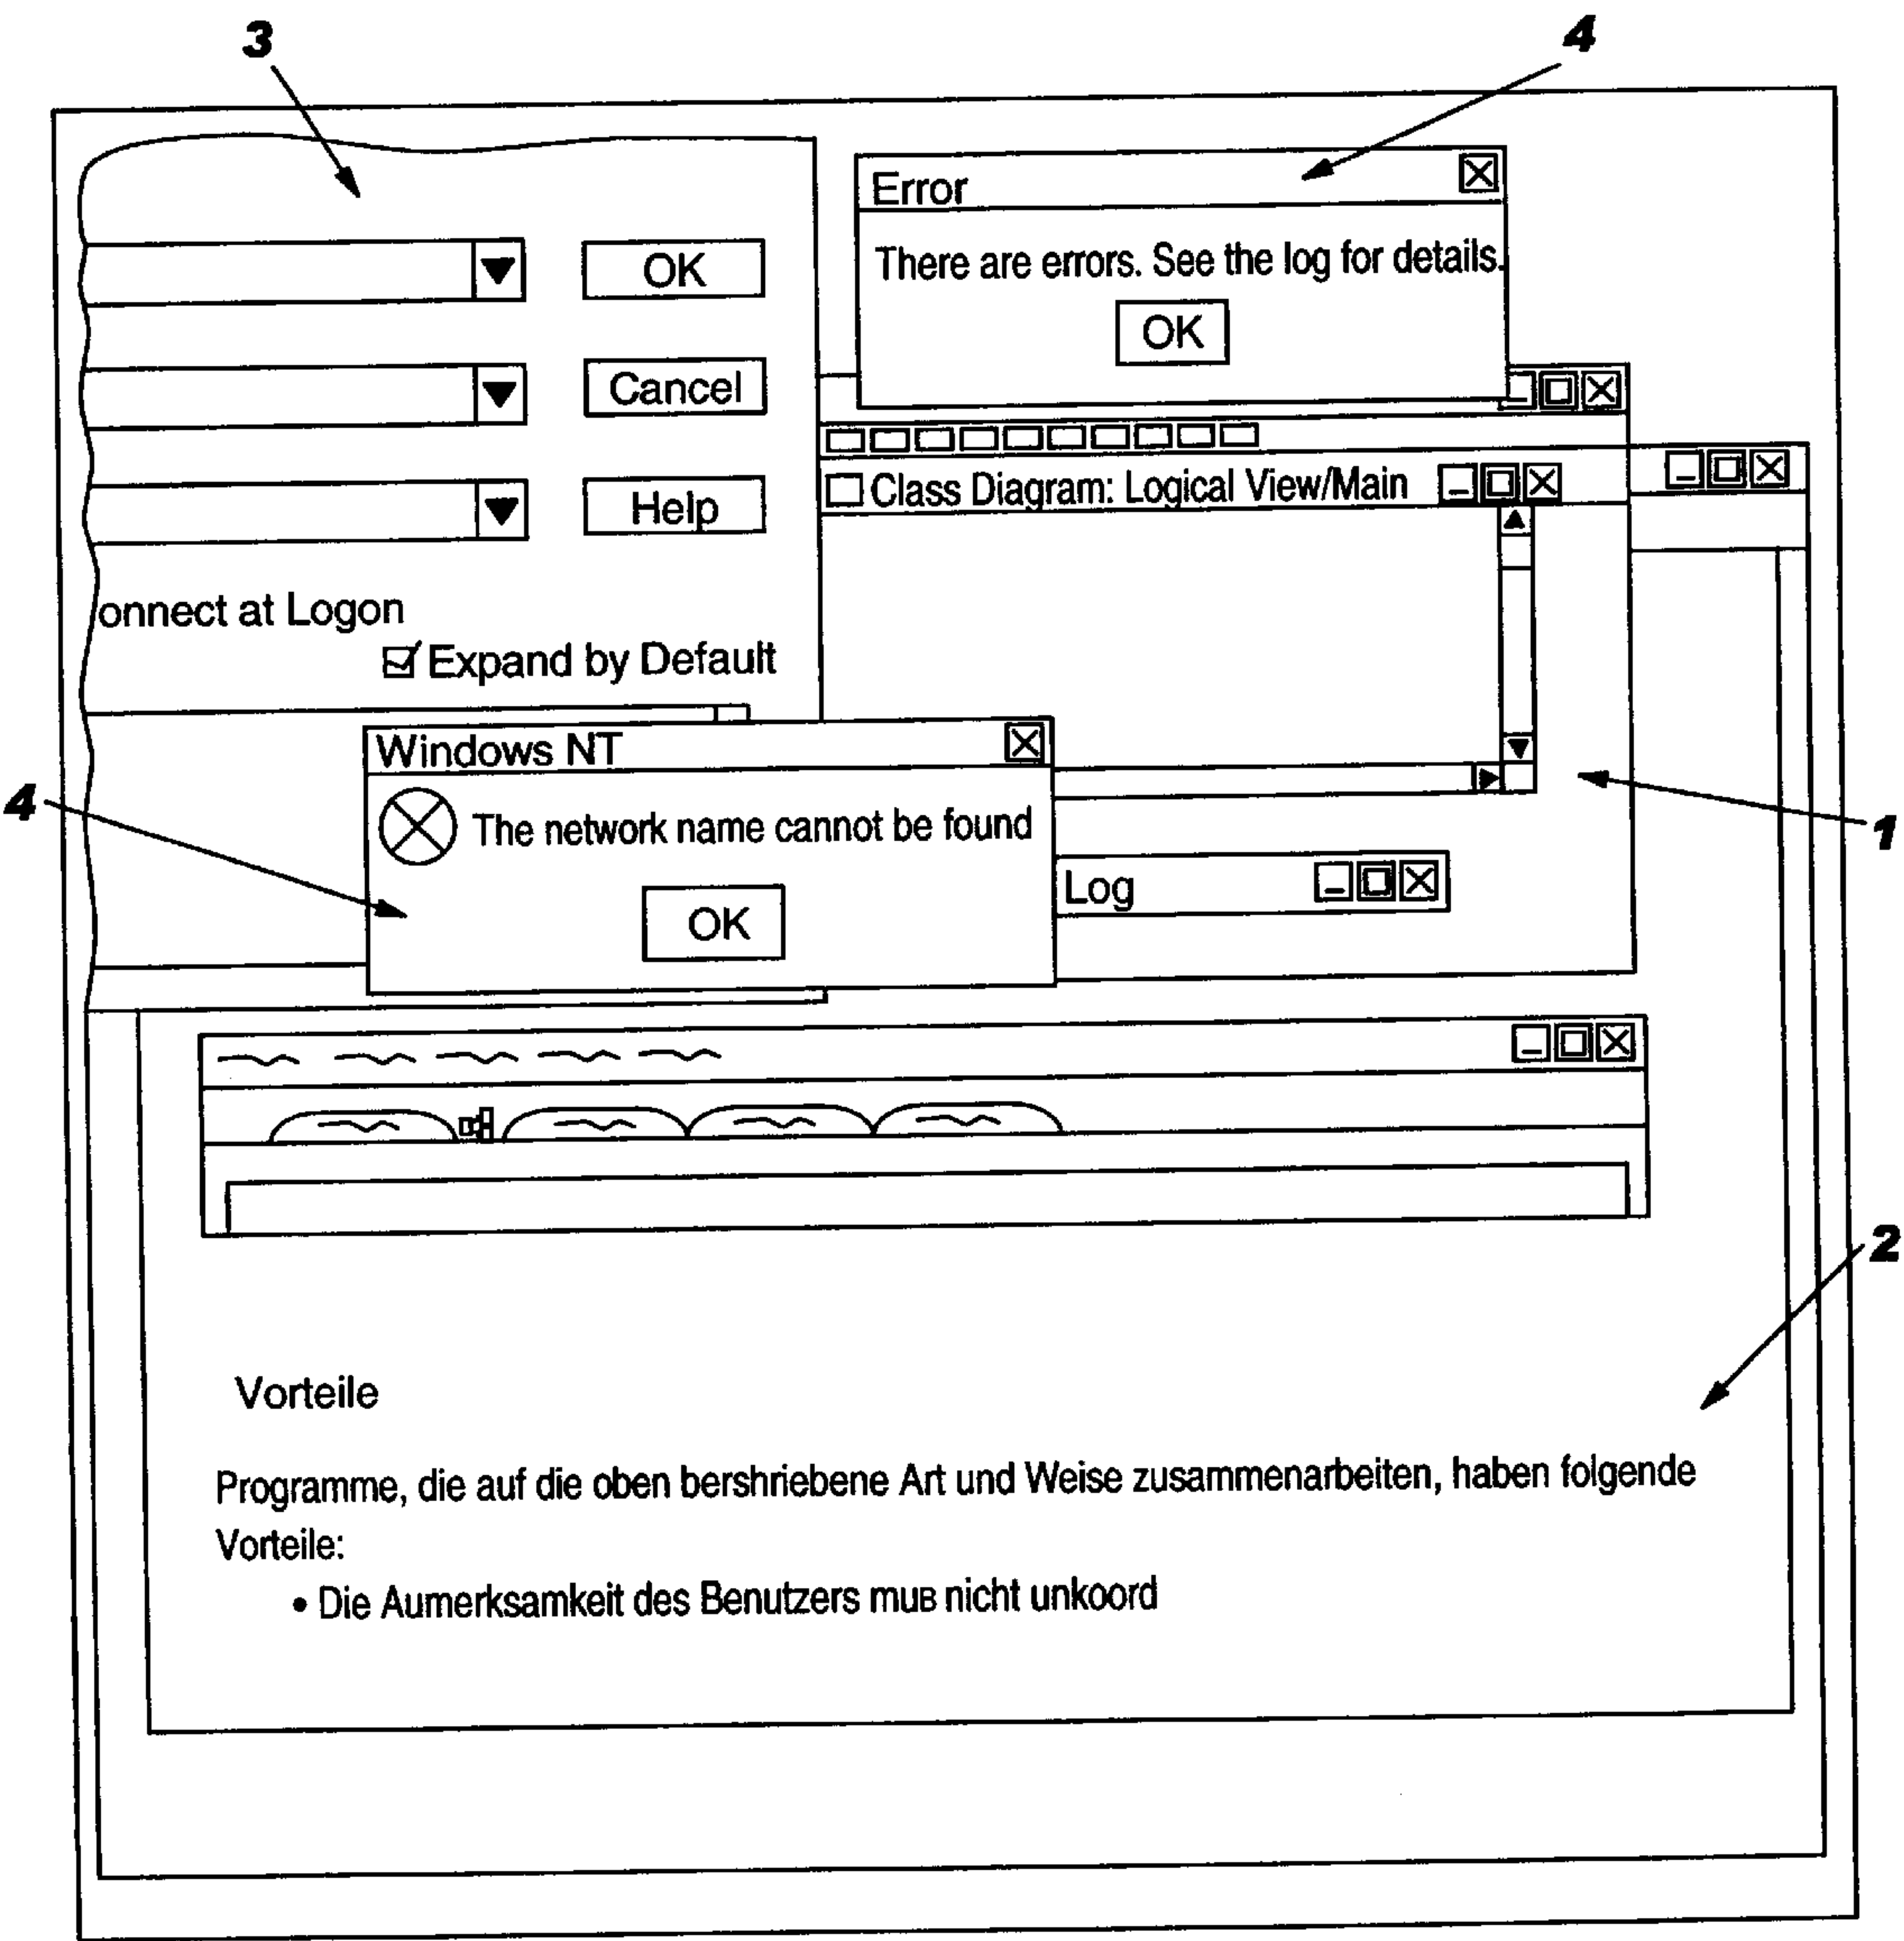 3
4
Error
There are errors. See the log for details.
OK
OK
Cancel
Help
Class Diagram: Logical View/Main
onnect at Logon
Expand by Default
Windows NT
The network name cannot be found
OK
4
1
Log
2
Vorteile
Programme, die auf die oben bershriebene Art und Weise zusammenarbeiten, haben folgende
Vorteile:
• Die Aumerksamkeit des Benutzers muB nicht unkoord